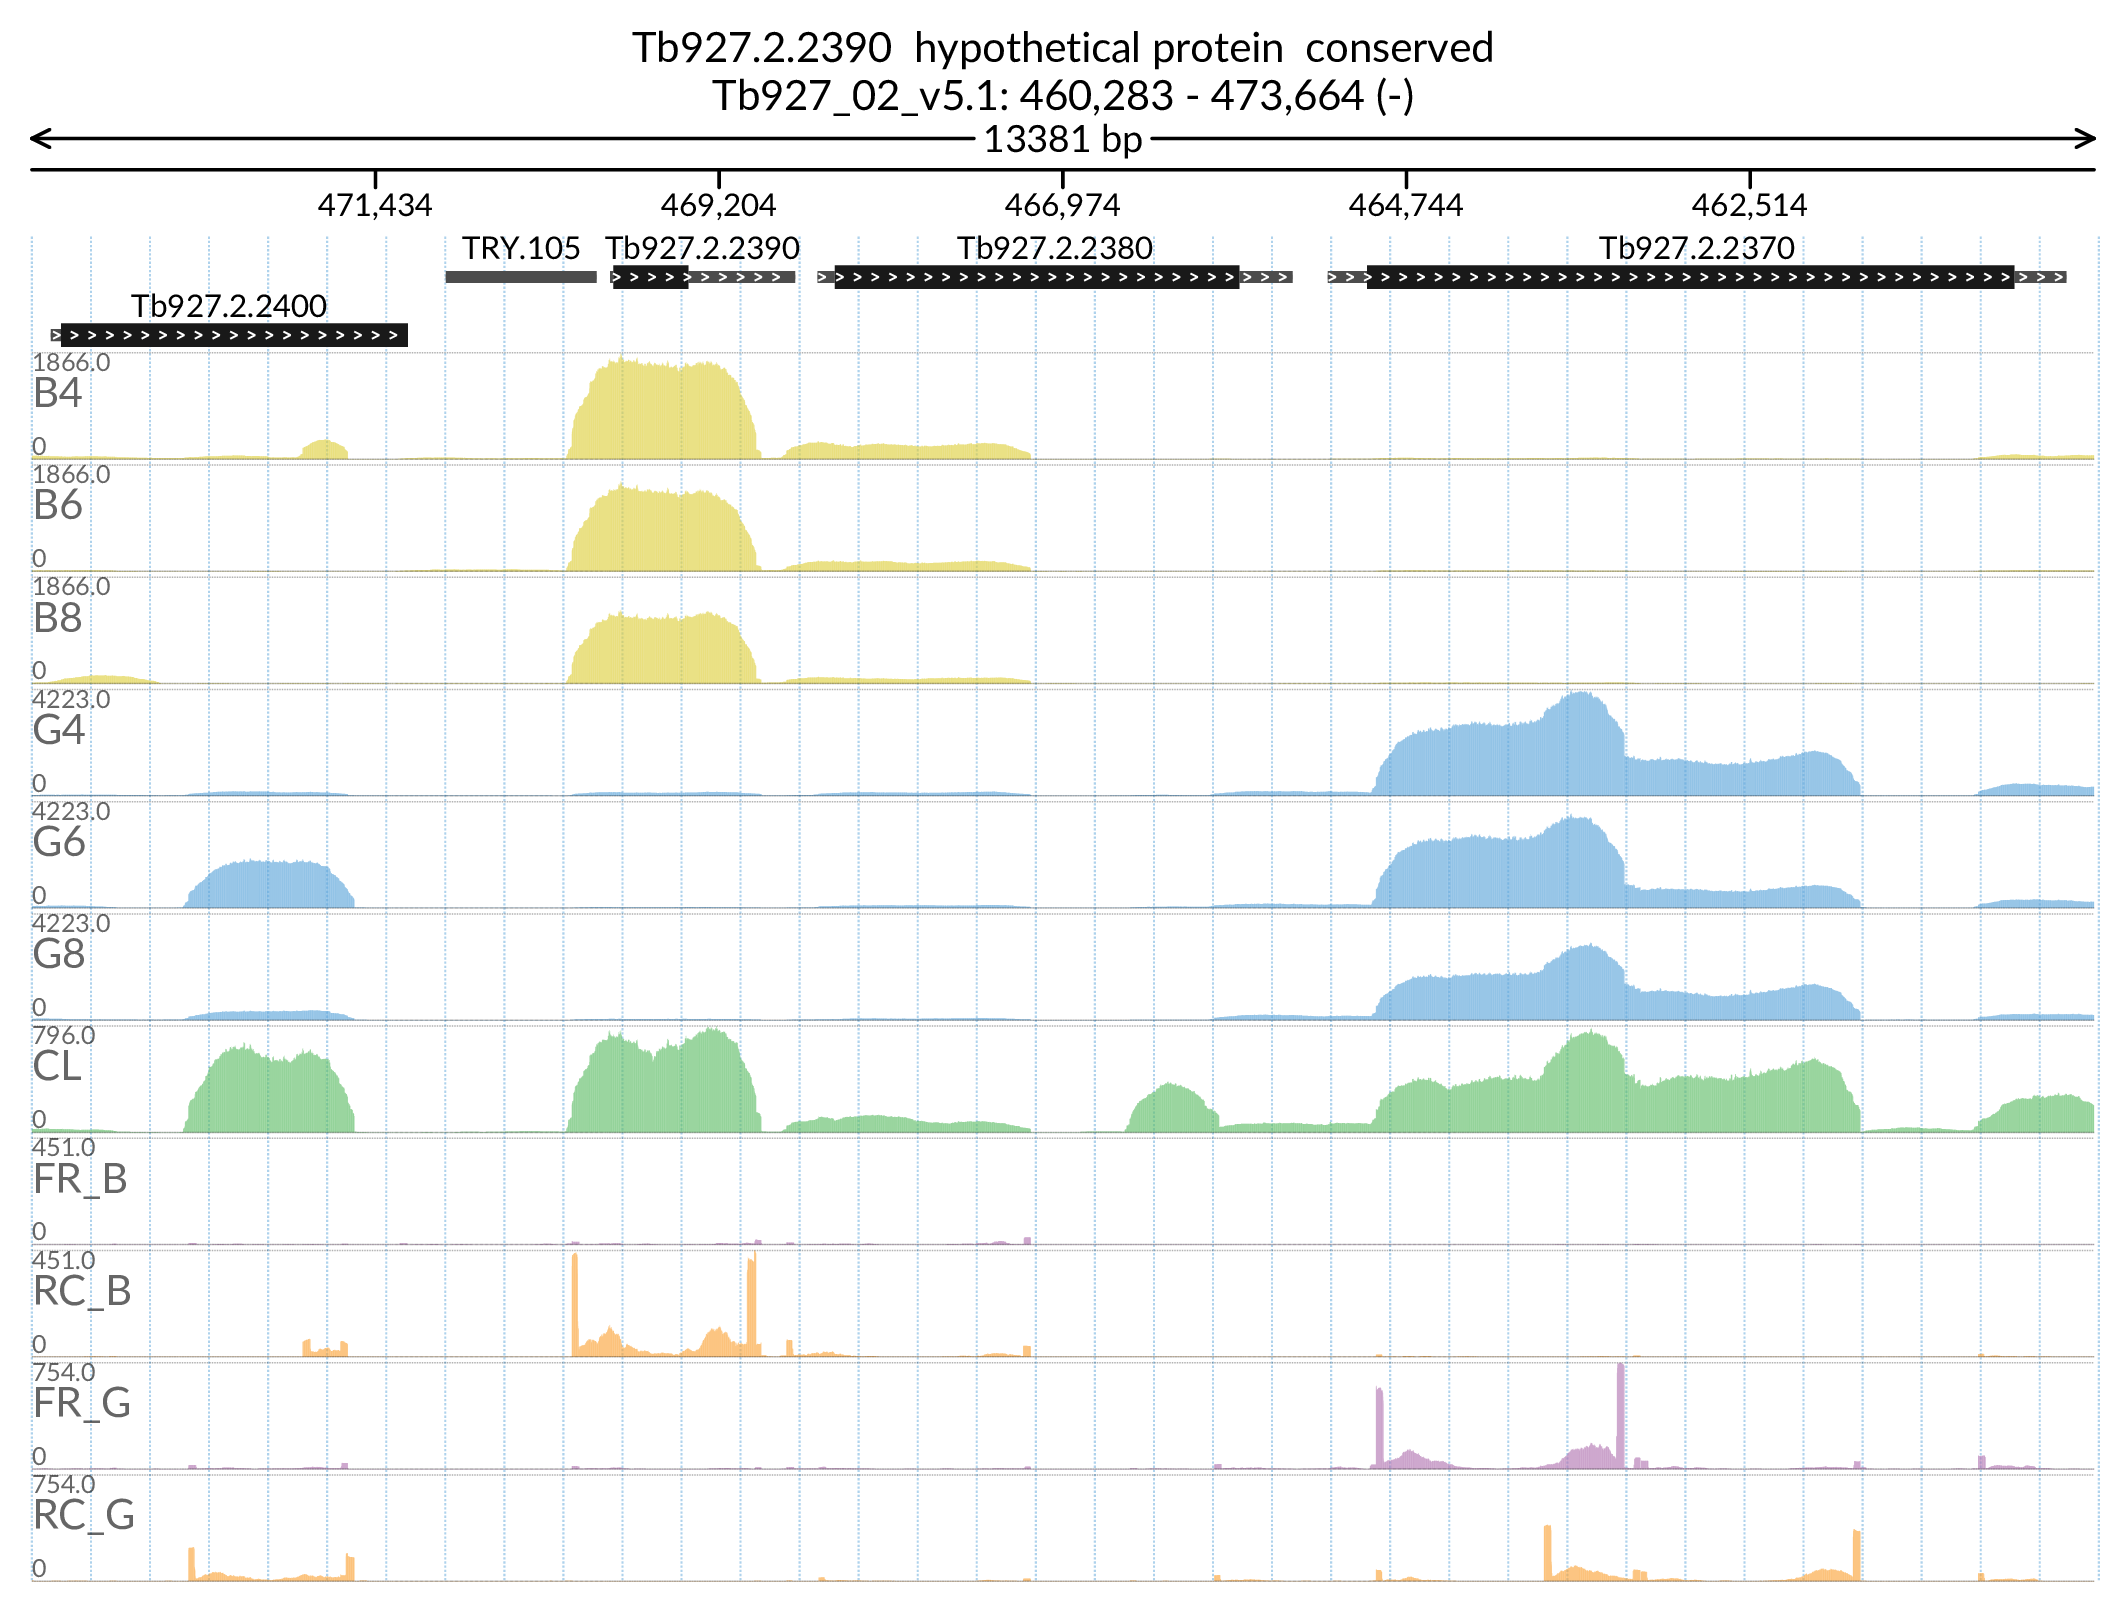 Tb927.2.2390  hypothetical protein  conserved
Tb927_02_v5.1: 460,283 - 473,664 (-)
13381 bp
471,434 469,204 466,974 464,744 462,514
TRY.105 Tb927.2.2390 Tb927.2.2380 Tb927.2.2370
Tb927.2.2400
1866.0
B4
0
1866.0
B6
0
1866.0
B8
0
4223.0
G4
0
4223.0
G6
0
4223.0
G8
0
796.0
CL
0
451.0
FR_B
0
451.0
RC_B
0
754.0
FR_G
0
754.0
RC_G
0